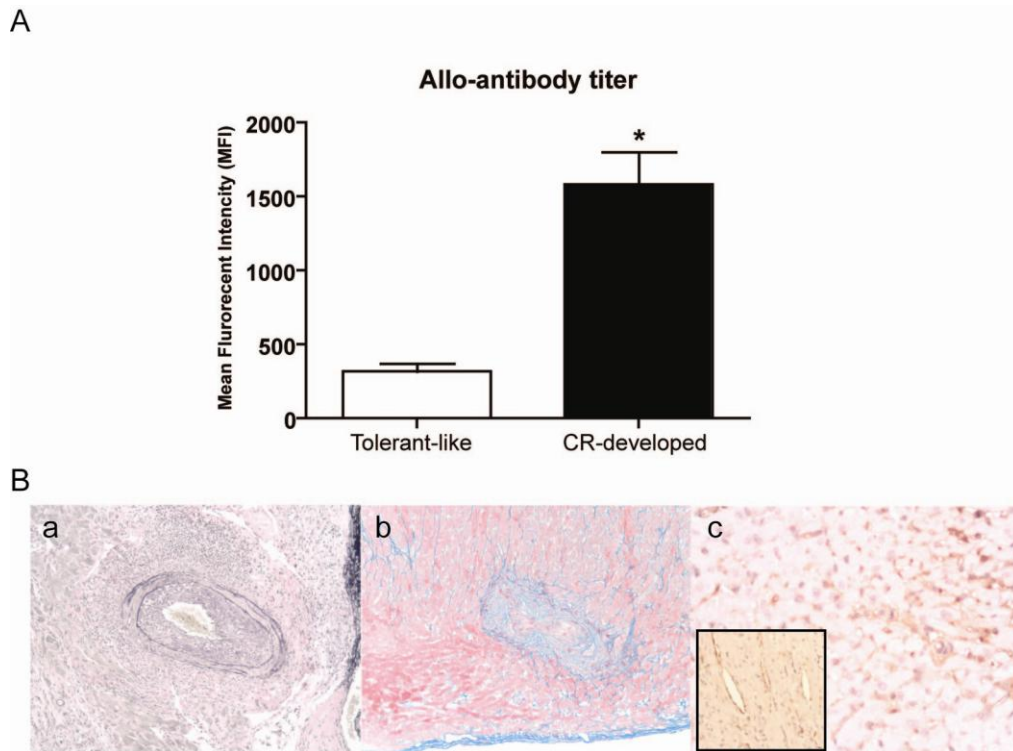 A
Allo-antibody titer
Mean Flurorecent Intencity (MFI)
2000
1500
1000
500
0
*
Tolerant-like
CR-developed
B
a
b
c